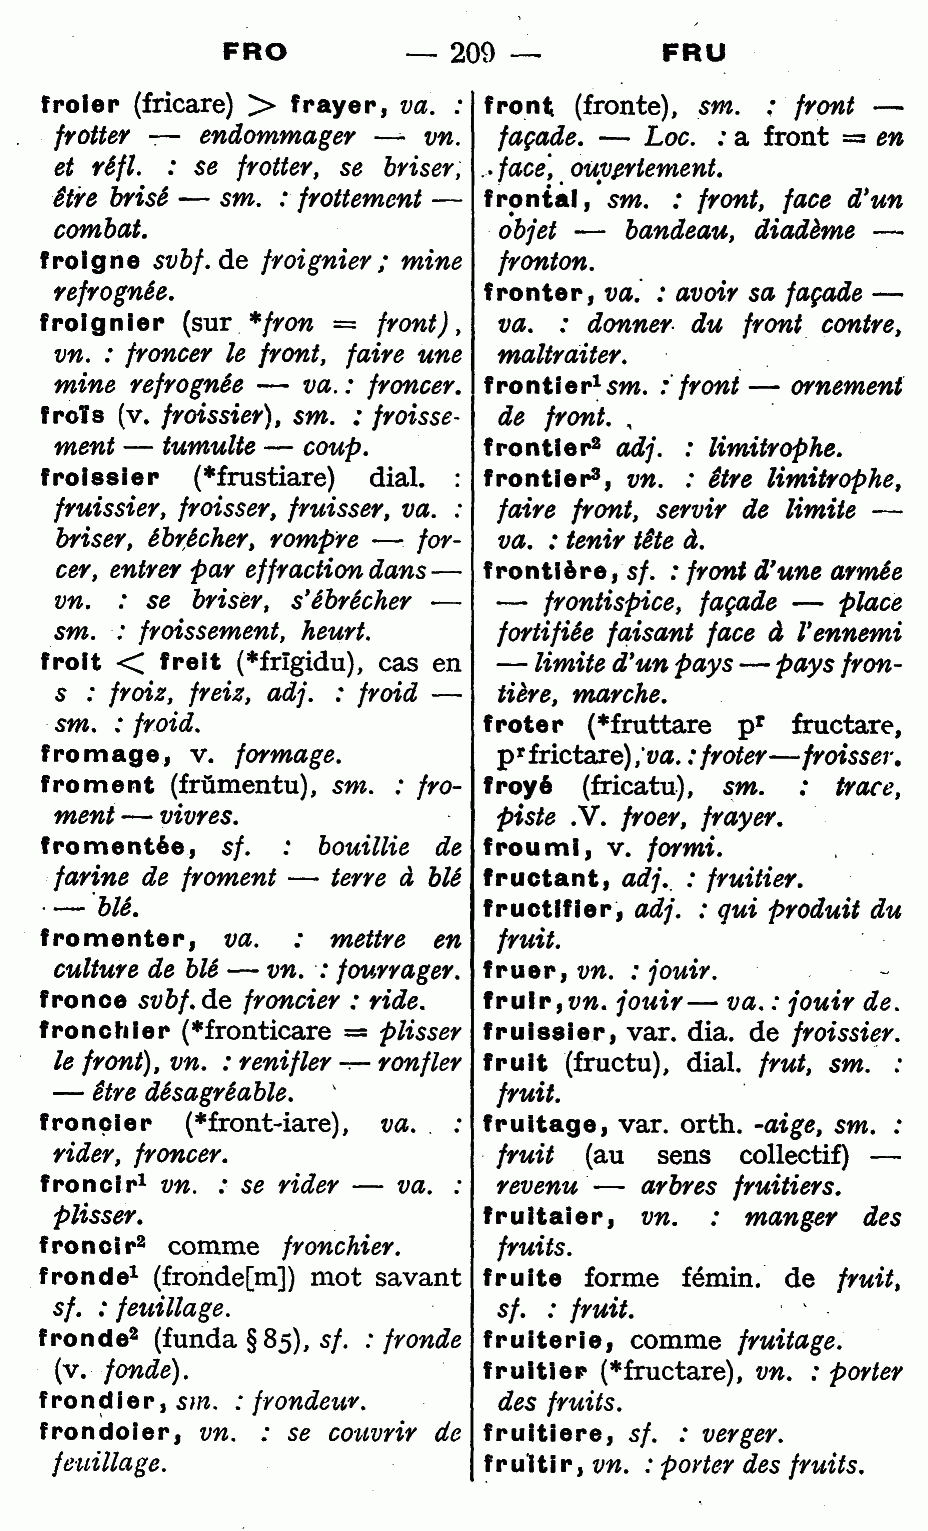 FRO — 209 — FRU
froier (fricare) > frayer, va. :
frotter — endommager — vn.
et réfl. : se frotter, se briser,
être brisé — sm. : frottement —
combat.
froigne svbf. de froignier ; mine
refrognée.
froignier (sur *fron = front),
vn. : froncer le front, faire une
mine refrognée — va. : froncer.
froïs (v. froissier), sm. : froisse-
ment — tumulte — coup.
froissier (*frustiare) dial. :
fruissier, froisser, fruisser, va. :
briser, ébrécher, rompre — for-
cer, entrer par effraction dans —
vn. : se briser, s'ébrécher —
sm. : froissement, heurt.
froit < freit (*frīgidu), cas en
s : froiz, freiz, adj. : froid —
sm. : froid.
fromage, v. formage.
froment (frŭmentu), sm. : fro-
ment — vivres.
fromentée, sf. : bouillie de
farine de froment — terre à blé
— blé.
fromenter, va. : mettre en
culture de blé — vn. : fourrager.
fronce svbf. de froncier : ride.
fronchier (*fronticare = plisser
le front), vn. : renifler — ronfler
— être désagréable.
froncier (*front-iare), va. :
rider, froncer.
froncir¹ vn. : se rider — va. :
plisser.
froncir² comme fronchier.
fronde¹ (fronde[m]) mot savant
sf. : feuillage.
fronde² (funda § 85), sf. : fronde
(v. fonde).
frondier, sm. : frondeur.
frondoier, vn. : se couvrir de
feuillage.
front (fronte), sm. : front —
façade. — Loc. : a front = en
face, ouvertement.
frontal, sm. : front, face d'un
objet — bandeau, diadème —
fronton.
fronter, va. : avoir sa façade —
va. : donner du front contre,
maltraiter.
frontier¹ sm. : front — ornement
de front.
frontier² adj. : limitrophe.
frontier³, vn. : être limitrophe,
faire front, servir de limite —
va. : tenir tête à.
frontière, sf. : front d'une armée
— frontispice, façade — place
fortifiée faisant face à l'ennemi
— limite d'un pays — pays fron-
tière, marche.
froter (*fruttare pʳ fructare,
pʳ frictare), va. : froter — froisser.
froyé (fricatu), sm. : trace,
piste .V. froer, frayer.
froumi, v. formi.
fructant, adj. : fruitier.
fructifier, adj. : qui produit du
fruit.
fruer, vn. : jouir.
fruir, vn. jouir — va. : jouir de.
fruissier, var. dia. de froissier.
fruit (fructu), dial. frut, sm. :
fruit.
fruitage, var. orth. -aige, sm. :
fruit (au sens collectif) —
revenu — arbres fruitiers.
fruitaier, vn. : manger des
fruits.
fruite forme fémin. de fruit,
sf. : fruit.
fruiterie, comme fruitage.
fruitier (*fructare), vn. : porter
des fruits.
fruitiere, sf. : verger.
fruïtir, vn. : porter des fruits.